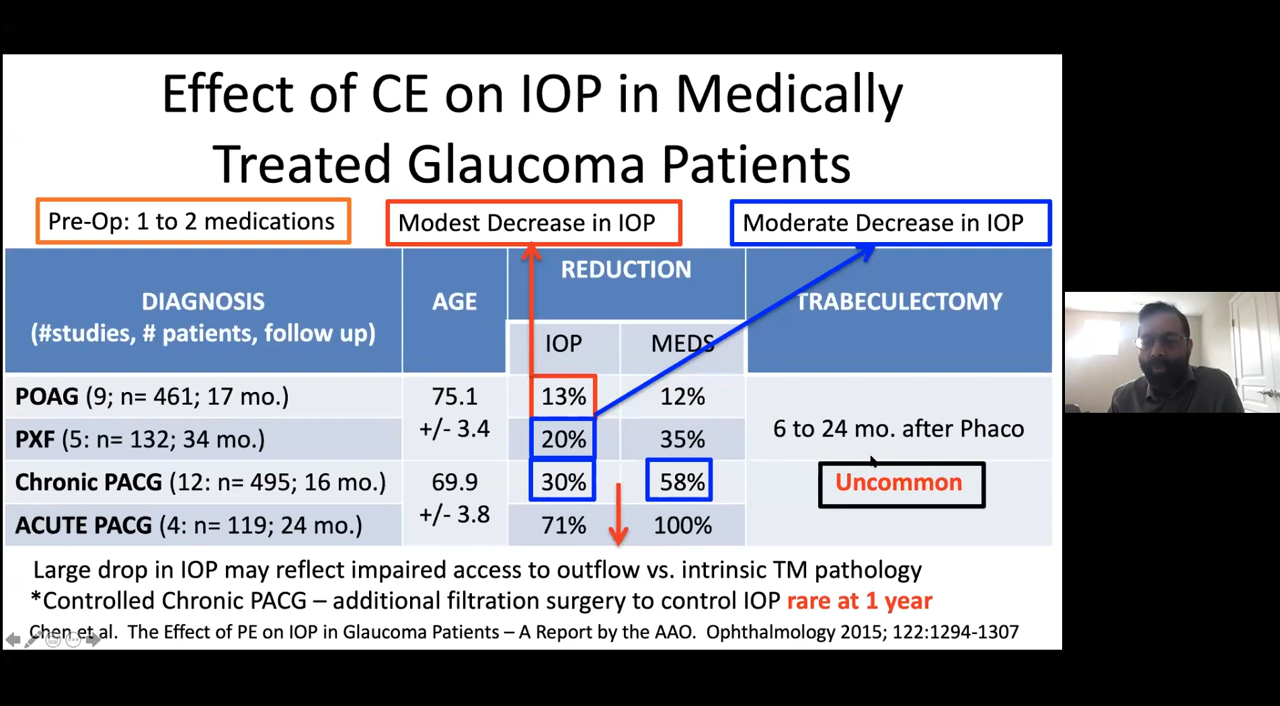 Effect of CE on IOP in Medically
Treated Glaucoma Patients
Pre-Op: 1 to 2 medications
Modest Decrease in IOP
Moderate Decrease in IOP
DIAGNOSIS
(#studies, # patients, follow up)
AGE
REDUCTION
TRABECULECTOMY
IOP
MEDS
POAG (9; n= 461; 17 mo.)
75.1
+/- 3.4
13%
12%
PXF (5: n= 132; 34 mo.)
20%
35%
6 to 24 mo. after Phaco
Chronic PACG (12: n= 495; 16 mo.)
69.9
+/- 3.8
30%
58%
Uncommon
ACUTE PACG (4: n= 119; 24 mo.)
71%
100%
Large drop in IOP may reflect impaired access to outflow vs. intrinsic TM pathology
*Controlled Chronic PACG – additional filtration surgery to control IOP rare at 1 year
Chen et al. The Effect of PE on IOP in Glaucoma Patients – A Report by the AAO. Ophthalmology 2015; 122:1294-1307